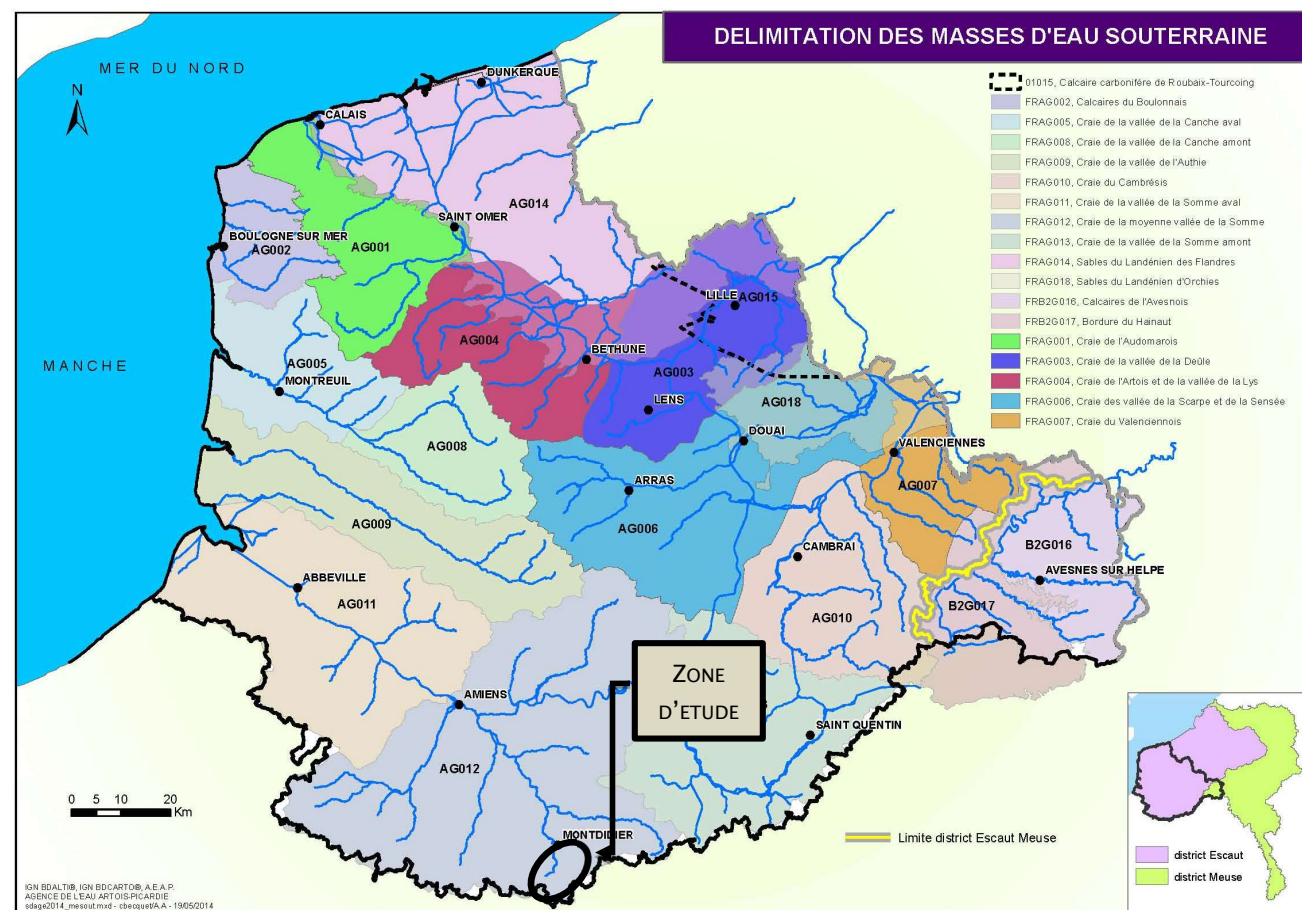 DELIMITATION DES MASSES D'EAU SOUTERRAINE
MER DU NORD
N
MANCHE
DUNKERQUE
CALAIS
AG014
SAINT OMER
BOULOGNE SUR MER
AG002
AG001
LILLE
AG015
AG004
BETHUNE
AG005
MONTREUIL
AG003
LENS
AG018
AG008
DOUAI
VALENCIENNES
ARRAS
AG007
AG009
AG006
CAMBRAI
B2G016
AVESNES SUR HELPE
ABBEVILLE
AG011
AG010
B2G017
ZONE
D'ETUDE
AMIENS
SAINT QUENTIN
AG012
MONTDIDIER
01015, Calcaire carbonifére de Roubaix-Tourcoing
FRAG002, Calcaires du Boulonnais
FRAG005, Craie de la vallée de la Canche aval
FRAG008, Craie de la vallée de la Canche amont
FRAG009, Craie de la vallée de l'Authie
FRAG010, Craie du Cambrésis
FRAG011, Craie de la vallée de la Somme aval
FRAG012, Craie de la moyenne vallée de la Somme
FRAG013, Craie de la vallée de la Somme amont
FRAG014, Sables du Landénien des Flandres
FRAG018, Sables du Landénien d'Orchies
FRB2G016, Calcaires de l'Avesnois
FRB2G017, Bordure du Hainaut
FRAG001, Craie de l'Audomarois
FRAG003, Craie de la vallée de la Deûle
FRAG004, Craie de l'Artois et de la vallée de la Lys
FRAG006, Craie des vallée de la Scarpe et de la Sensée
FRAG007, Craie du Valenciennois
0 5 10 20
Km
Limite district Escaut Meuse
district Escaut
district Meuse
IGN BDALTI®, IGN BDCARTO®, A.E.A.P.
AGENCE DE L'EAU ARTOIS-PICARDIE
sdage2014_mesout.mxd - cbecquet/A.A - 19/05/2014